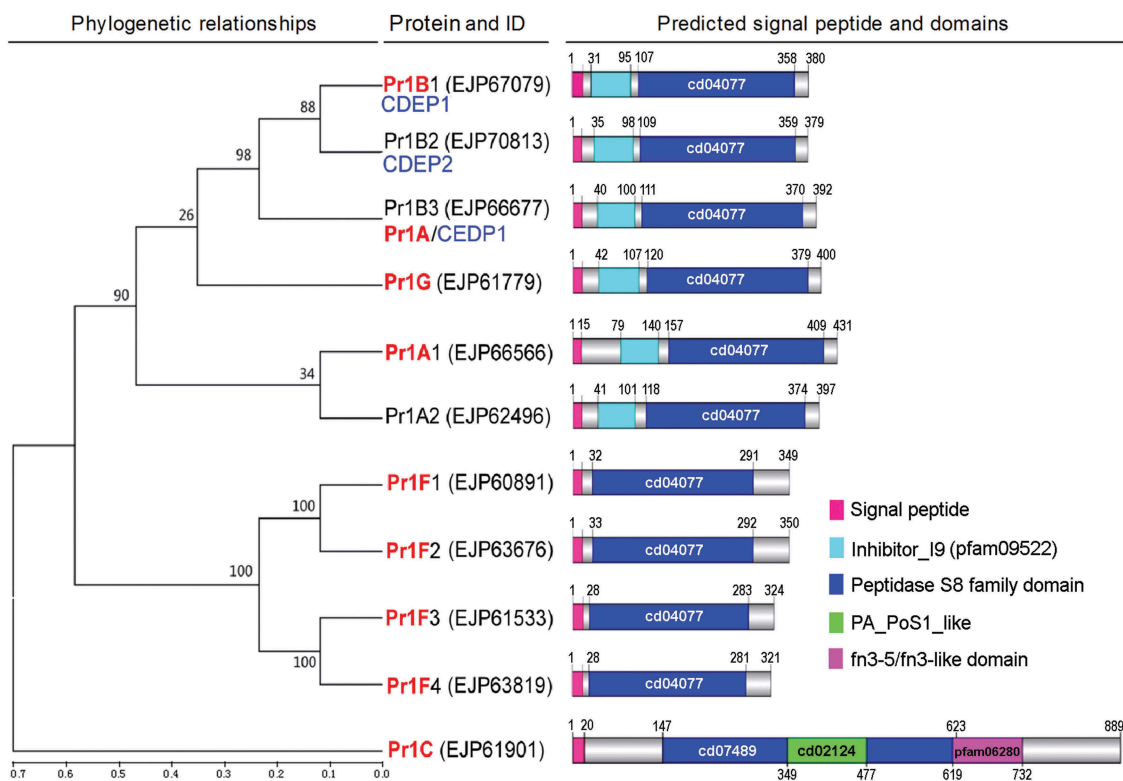 Phylogenetic relationships Protein and ID Predicted signal peptide and domains
1 31 95 107 358 380
88 Pr1B1 (EJP67079) cd04077
CDEP1
1 35 98 109 359 379
Pr1B2 (EJP70813) cd04077
98 CDEP2
1 40 100 111 370 392
26 Pr1B3 (EJP66677) cd04077
Pr1A/CEDP1
1 42 107 120 379 400
Pr1G (EJP61779) cd04077
90
1 15 79 140 157 409 431
Pr1A1 (EJP66566) cd04077
34
1 41 101 118 374 397
Pr1A2 (EJP62496) cd04077
1 32 291 349
Pr1F1 (EJP60891) cd04077
100
Signal peptide
1 33 292 350
Pr1F2 (EJP63676) cd04077
Inhibitor_I9 (pfam09522)
100
Peptidase S8 family domain
1 28 283 324
Pr1F3 (EJP61533) cd04077
PA_PoS1_like
100
fn3-5/fn3-like domain
1 28 281 321
Pr1F4 (EJP63819) cd04077
1 20 147 623 889
Pr1C (EJP61901) cd07489 cd02124 pfam06280
349 477 619 732
0.7 0.6 0.5 0.4 0.3 0.2 0.1 0.0